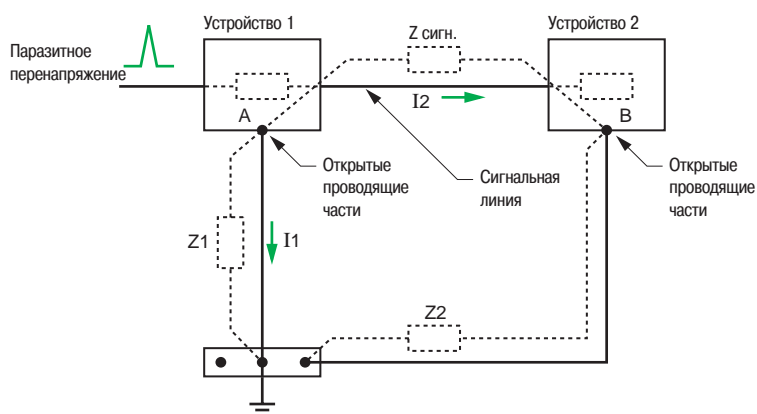 Устройство 1
Z сигн.
Устройство 2
Паразитное
перенапряжение
I2
A
B
Открытые
проводящие
части
Сигнальная
линия
Открытые
проводящие
части
Z1
I1
Z2